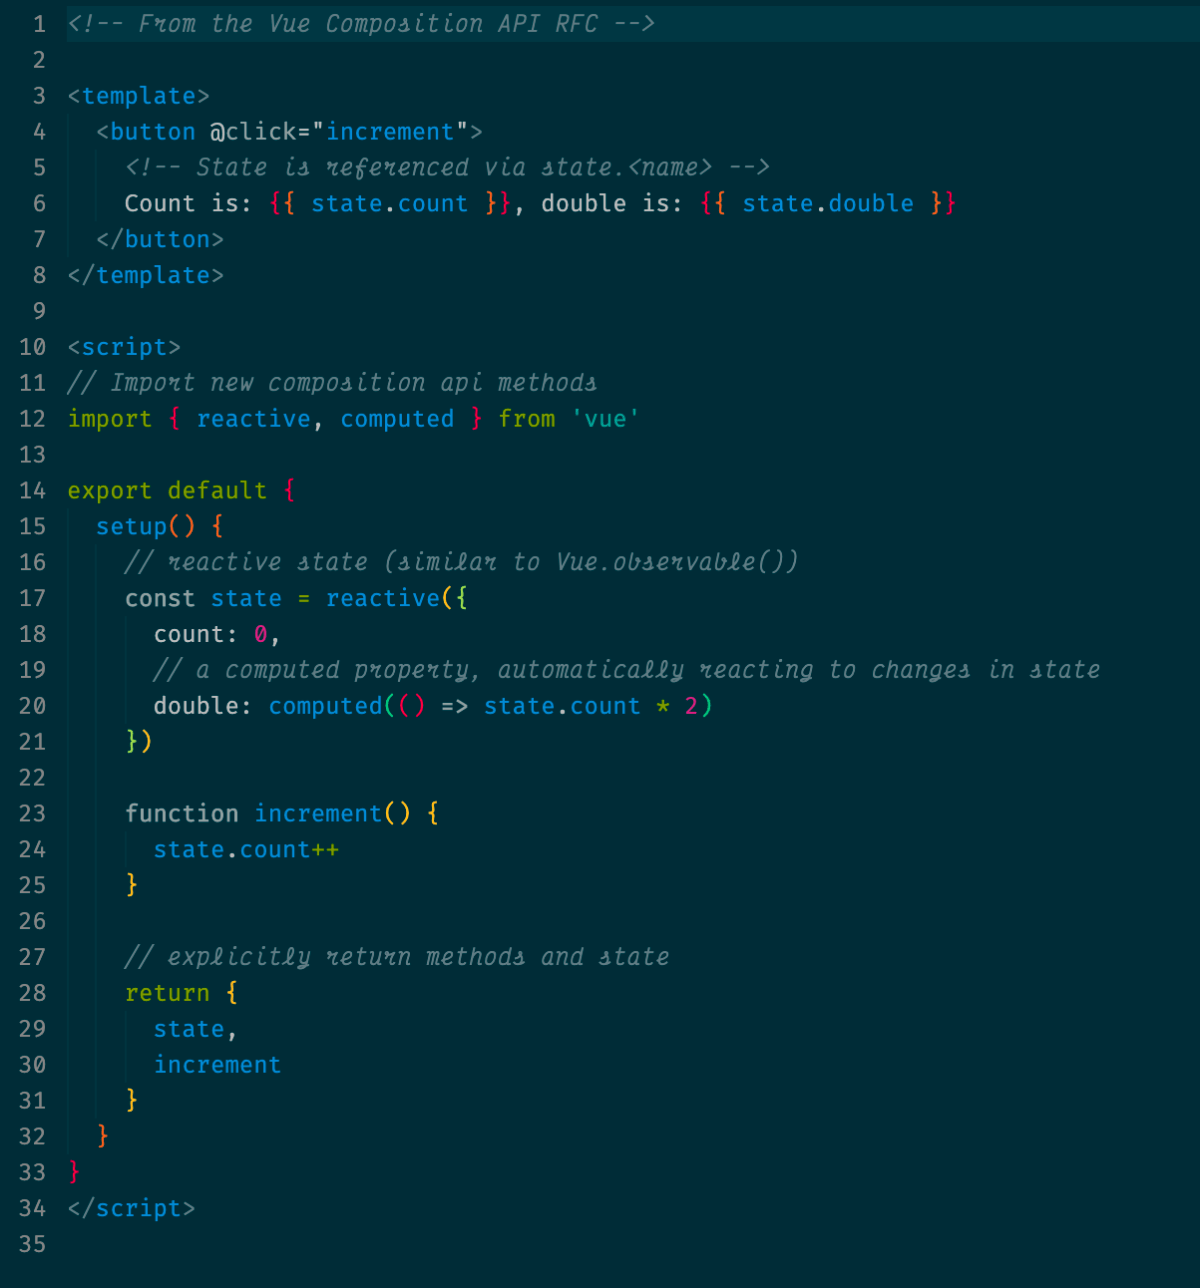 1 <!-- From the Vue Composition API RFC -->
2
3 <template>
4   <button @click="increment">
5     <!-- State is referenced via state.<name> -->
6     Count is: {{ state.count }}, double is: {{ state.double }}
7   </button>
8 </template>
9
10 <script>
11 // Import new composition api methods
12 import { reactive, computed } from 'vue'
13
14 export default {
15   setup() {
16     // reactive state (similar to Vue.observable())
17     const state = reactive({
18       count: 0,
19       // a computed property, automatically reacting to changes in state
20       double: computed(() => state.count * 2)
21     })
22
23     function increment() {
24       state.count++
25     }
26
27     // explicitly return methods and state
28     return {
29       state,
30       increment
31     }
32   }
33 }
34 </script>
35